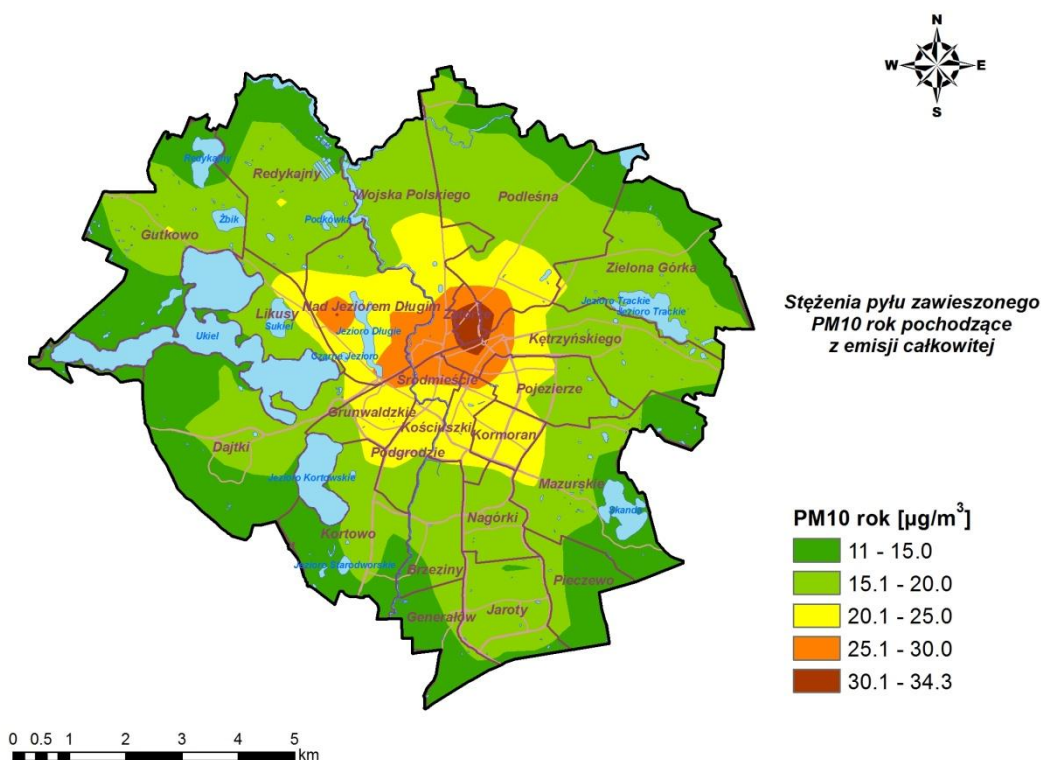 N
W E
S
Redykajny
Redykajny
Wojska Polskiego
Podleśna
Żbik
Podkówka
Gutkowo
Zielona Górka
Jezioro Trackie
Jezioro Trackie
Nad Jeziorem Długim
Likusy
Sukiel
Ukiel
Jezioro Długie
Kętrzyńskiego
Czarne Jezioro
Śródmieście
Pojezierze
Grunwaldzkie
Kościuszki
Kormoran
Dajtki
Podgrodzie
Jezioro Kortowskie
Mazurskie
Skanda
Nagórki
Kortowo
Jezioro Starodworskie
Brzeziny
Pieczewo
Generałów
Jaroty
Stężenia pyłu zawieszonego
PM10 rok pochodzące
z emisji całkowitej
PM10 rok [µg/m³]
11 - 15.0
15.1 - 20.0
20.1 - 25.0
25.1 - 30.0
30.1 - 34.3
0 0.5 1 2 3 4 5
km